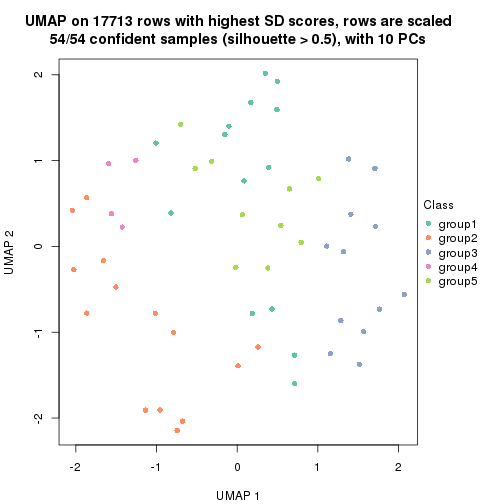 UMAP on 17713 rows with highest SD scores, rows are scaled
54/54 confident samples (silhouette > 0.5), with 10 PCs
2
1
0
-1
-2
UMAP 2
-2
-1
0
1
2
UMAP 1
Class
group1
group2
group3
group4
group5